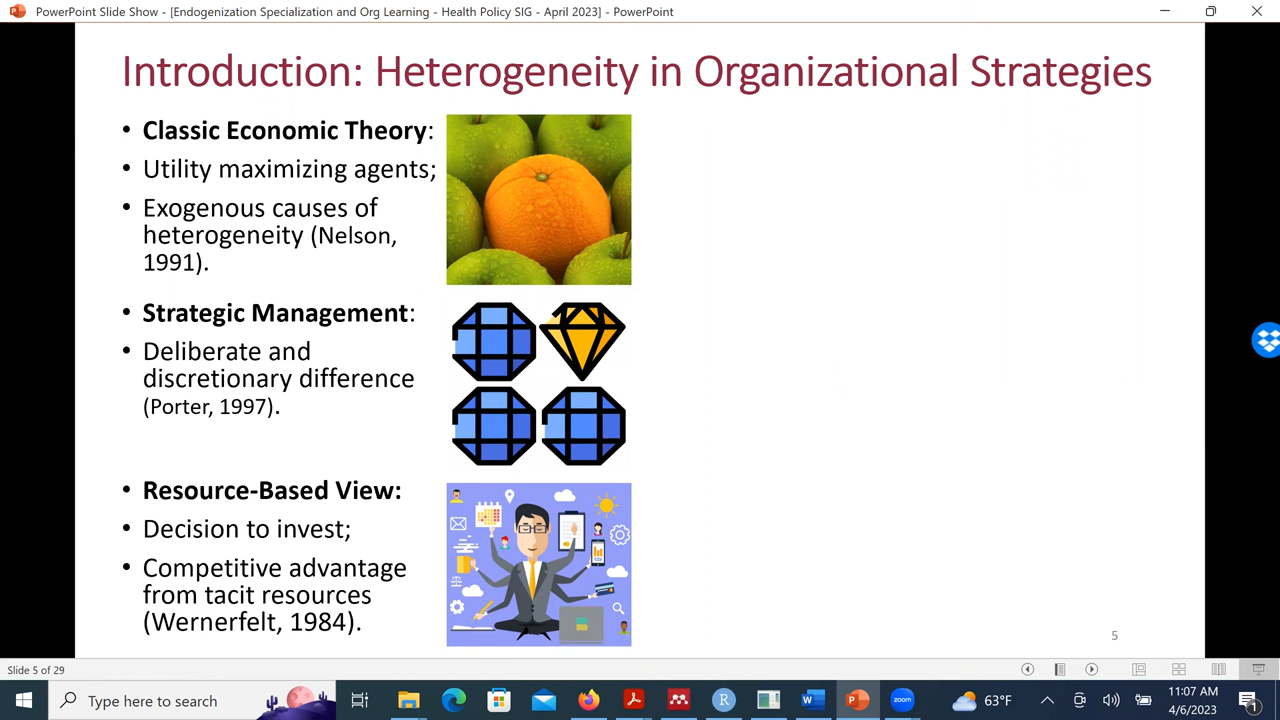 PowerPoint Slide Show - [Endogenization Specialization and Org Learning - Health Policy SIG - April 2023] - PowerPoint
Introduction: Heterogeneity in Organizational Strategies
• Classic Economic Theory:
• Utility maximizing agents;
• Exogenous causes of
heterogeneity (Nelson,
1991).
• Strategic Management:
• Deliberate and
discretionary difference
(Porter, 1997).
• Resource-Based View:
• Decision to invest;
• Competitive advantage
from tacit resources
(Wernerfelt, 1984).
5
Slide 5 of 29
Type here to search
63°F
11:07 AM
4/6/2023
1